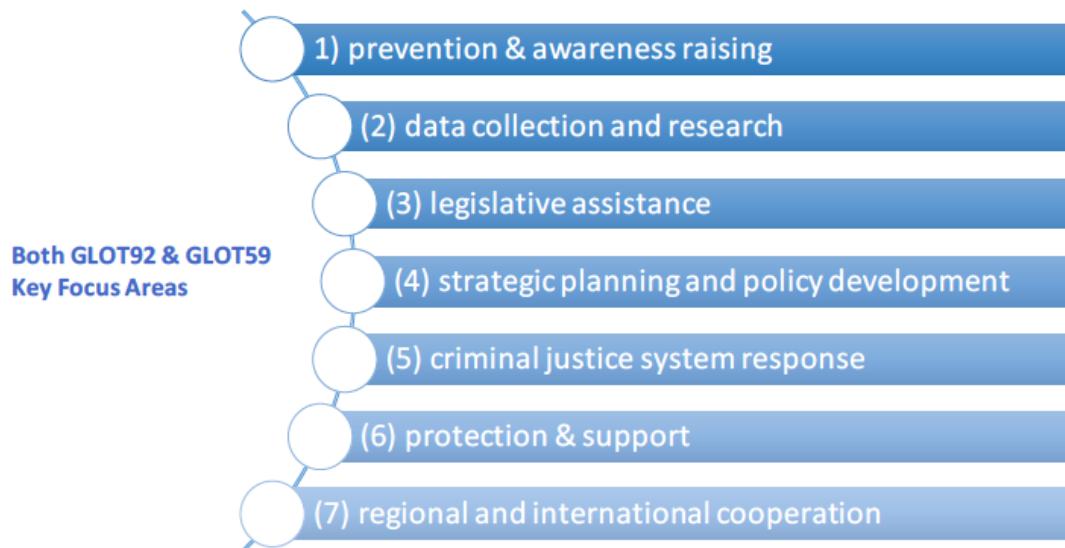 1) prevention & awareness raising
(2) data collection and research
(3) legislative assistance
Both GLOT92 & GLOT59
Key Focus Areas
(4) strategic planning and policy development
(5) criminal justice system response
(6) protection & support
(7) regional and international cooperation